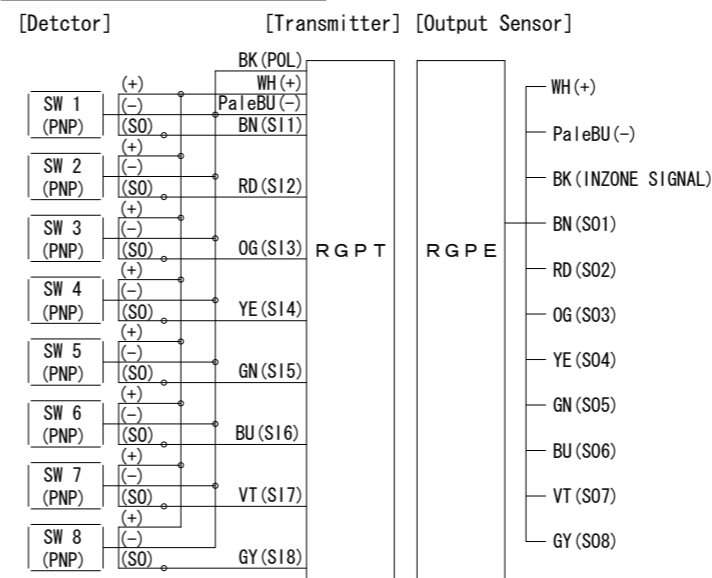 [Detctor] [Transmitter] [Output Sensor]
BK(POL)
(+) WH(+)
SW 1 (-) PaleBU(-)
(PNP) (SO) BN(SI1)
(+)
SW 2 (-)
(PNP) (SO) RD(SI2)
(+)
SW 3 (-)
(PNP) (SO) OG(SI3)
(+)
SW 4 (-)
(PNP) (SO) YE(SI4)
(+)
SW 5 (-)
(PNP) (SO) GN(SI5)
(+)
SW 6 (-)
(PNP) (SO) BU(SI6)
(+)
SW 7 (-)
(PNP) (SO) VT(SI7)
(+)
SW 8 (-)
(PNP) (SO) GY(SI8)
RGPT
RGPE
WH(+)
PaleBU(-)
BK(INZONE SIGNAL)
BN(SO1)
RD(SO2)
OG(SO3)
YE(SO4)
GN(SO5)
BU(SO6)
VT(SO7)
GY(SO8)